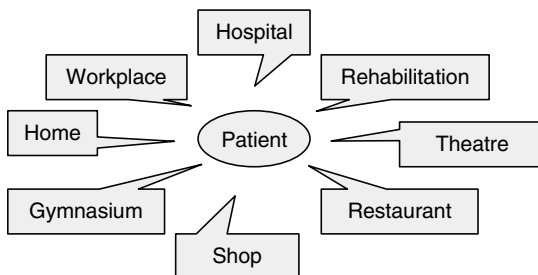 Hospital
Workplace
Rehabilitation
Home
Patient
Theatre
Gymnasium
Restaurant
Shop